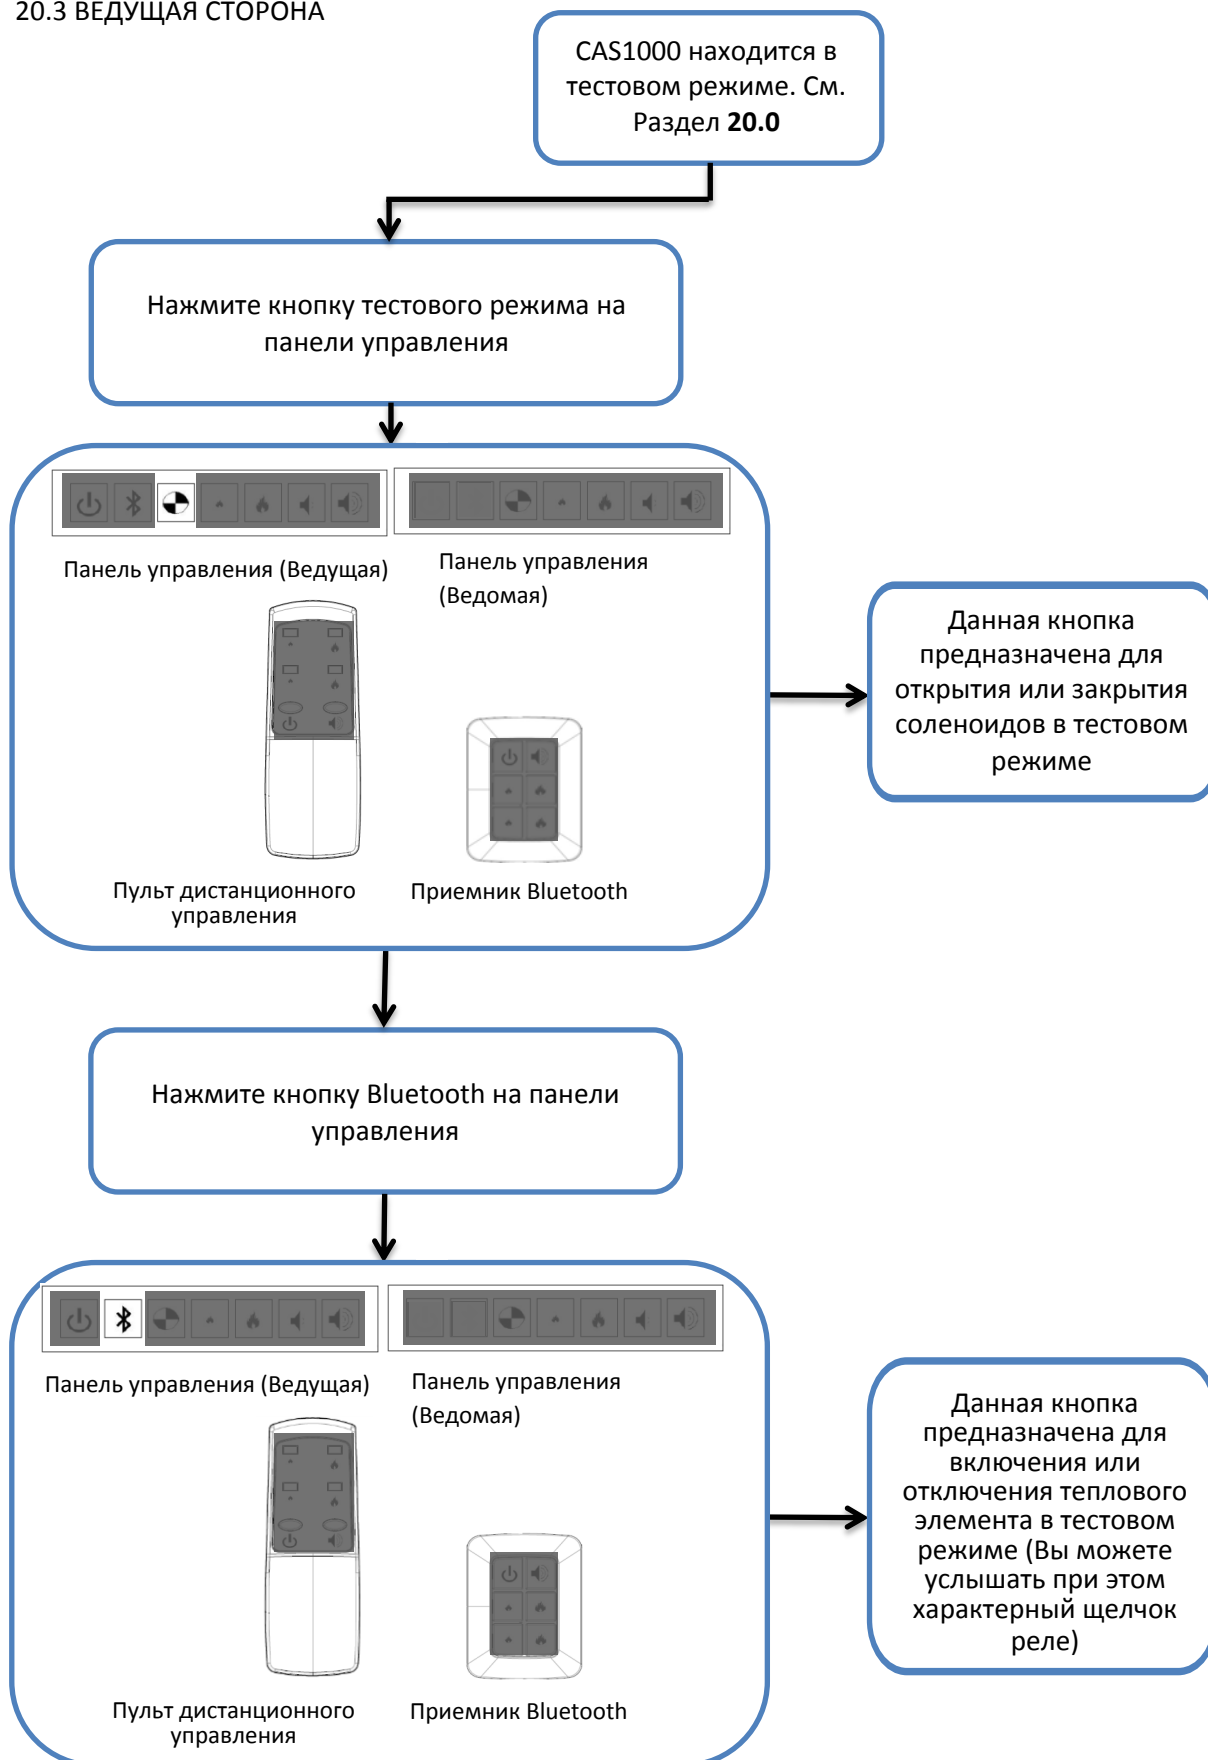 20.3 ВЕДУЩАЯ СТОРОНА
CAS1000 находится в
тестовом режиме. См.
Раздел 20.0
Нажмите кнопку тестового режима на
панели управления
Панель управления (Ведущая)
Панель управления
(Ведомая)
Пульт дистанционного
управления
Приемник Bluetooth
Данная кнопка
предназначена для
открытия или закрытия
соленоидов в тестовом
режиме
Нажмите кнопку Bluetooth на панели
управления
Панель управления (Ведущая)
Панель управления
(Ведомая)
Пульт дистанционного
управления
Приемник Bluetooth
Данная кнопка
предназначена для
включения или
отключения теплового
элемента в тестовом
режиме (Вы можете
услышать при этом
характерный щелчок
реле)